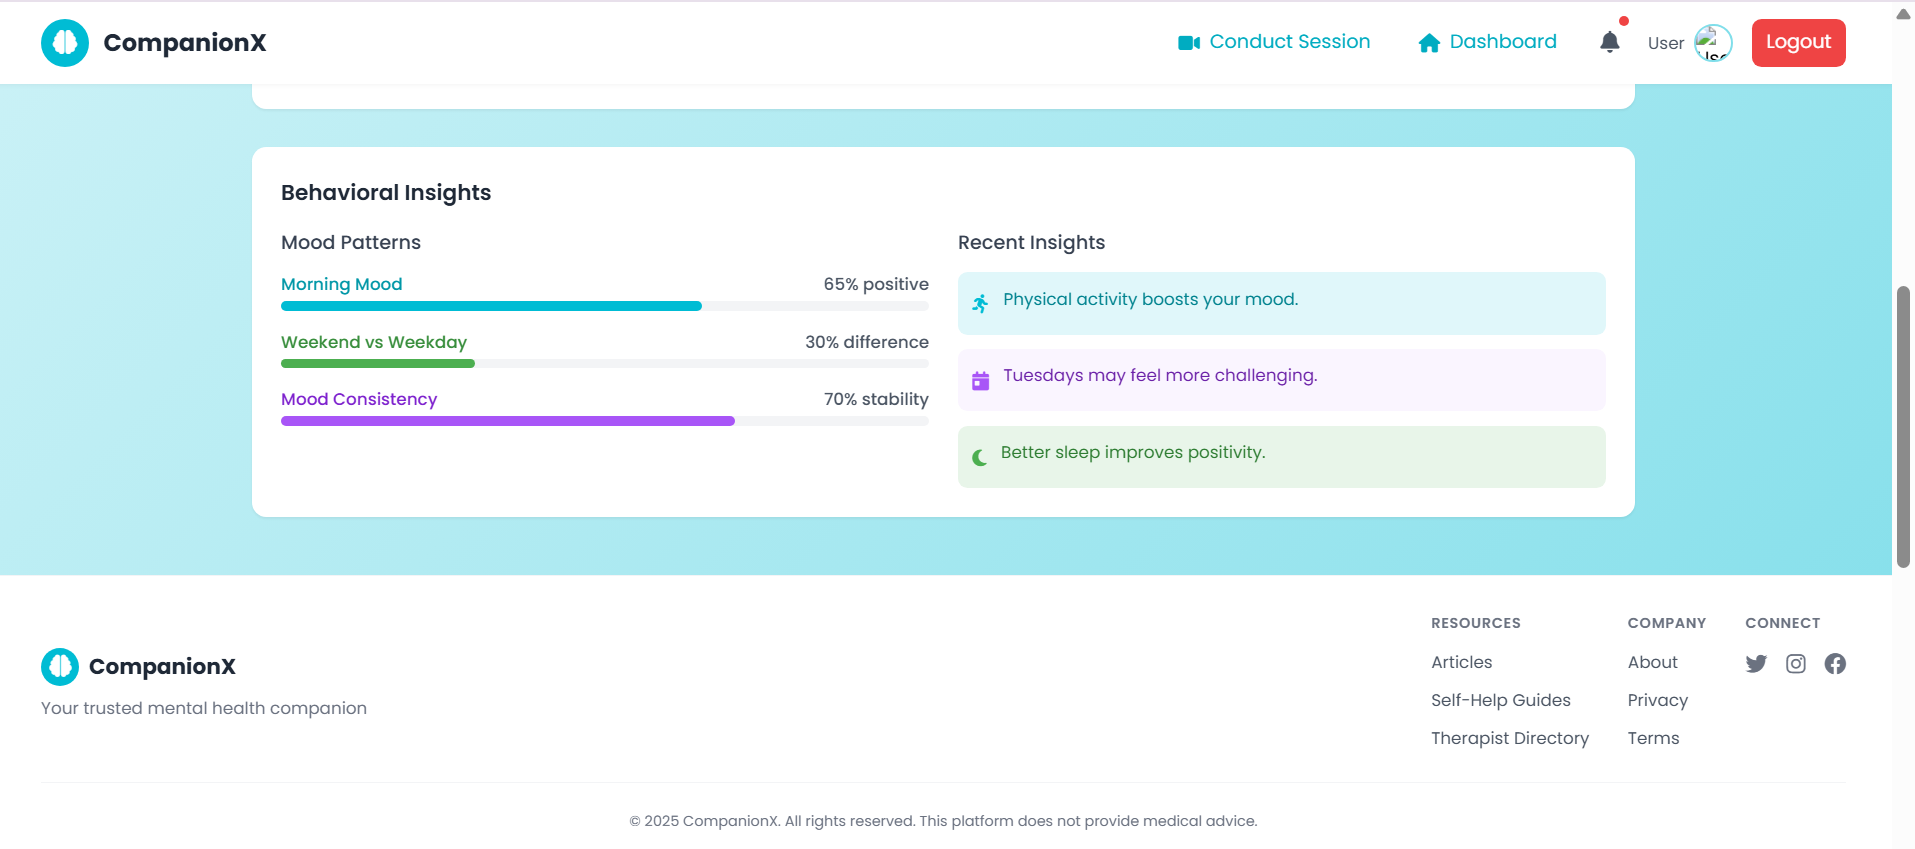 CompanionX
Conduct Session
Dashboard
User
Logout
Behavioral Insights
Mood Patterns
Morning Mood 65% positive
Weekend vs Weekday 30% difference
Mood Consistency 70% stability
Recent Insights
Physical activity boosts your mood.
Tuesdays may feel more challenging.
Better sleep improves positivity.
CompanionX
Your trusted mental health companion
RESOURCES
Articles
Self-Help Guides
Therapist Directory
COMPANY
About
Privacy
Terms
CONNECT
© 2025 CompanionX. All rights reserved. This platform does not provide medical advice.